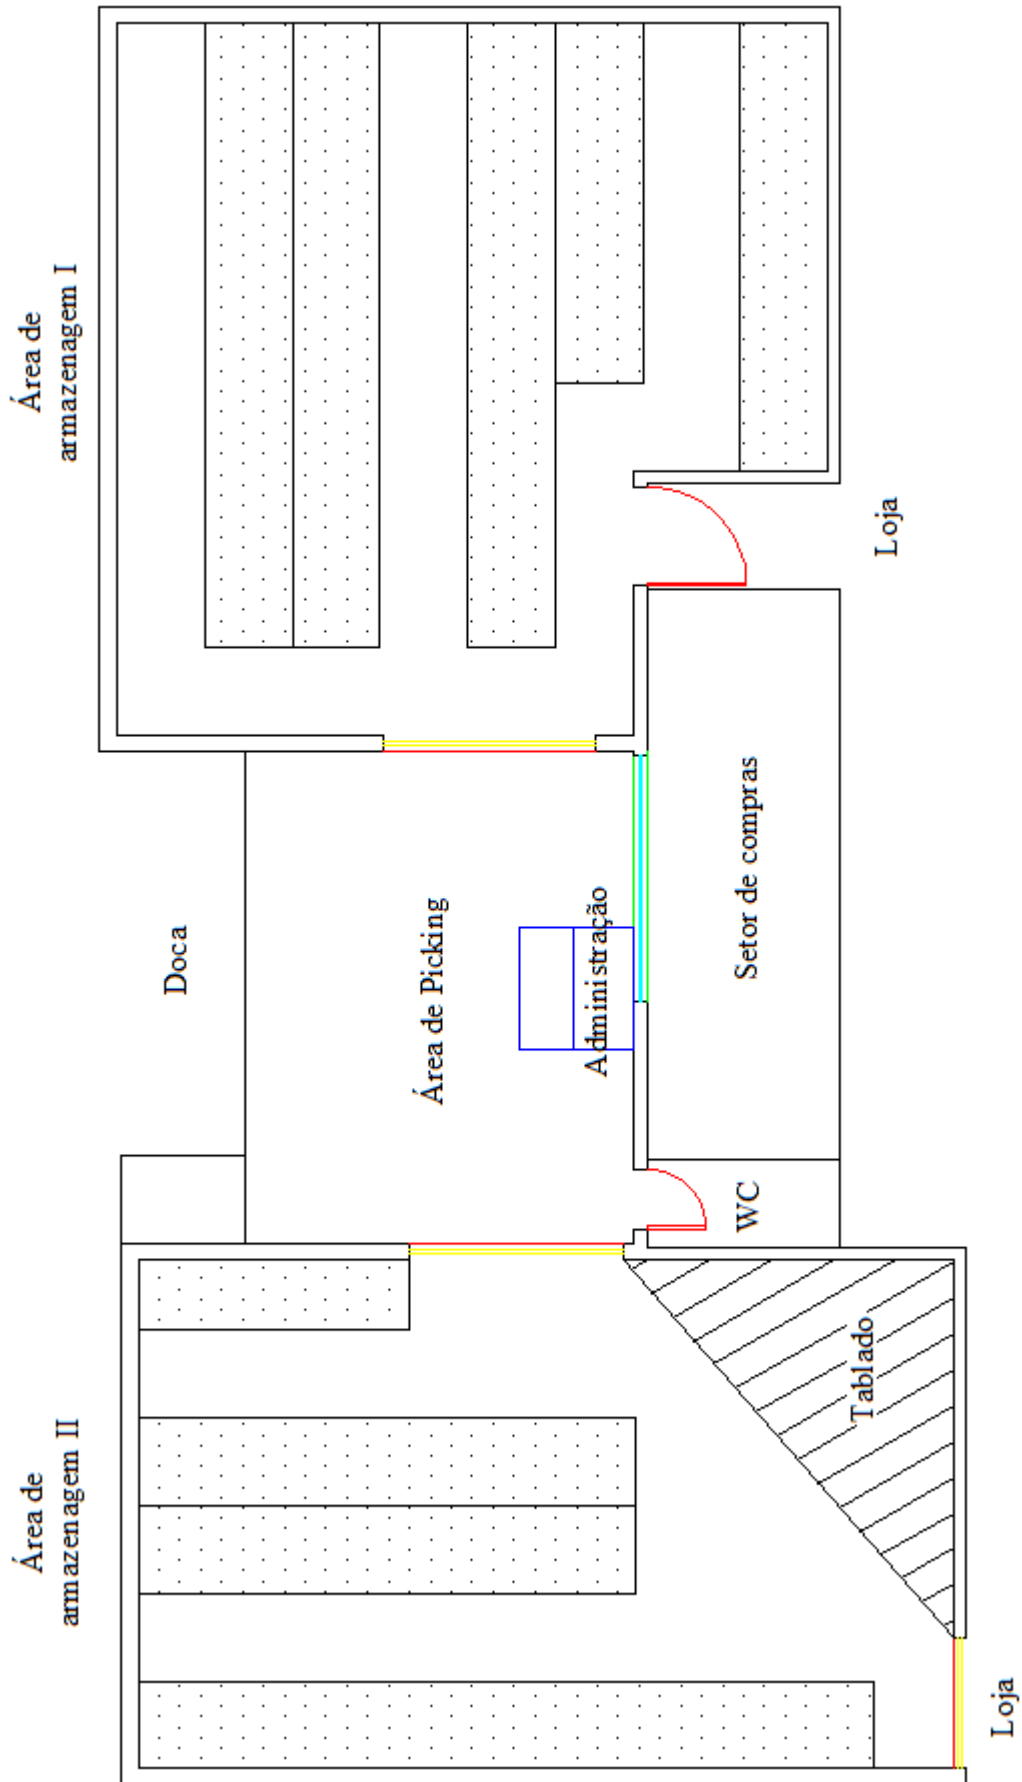 Área de
armazenagem II
Área de
armazenagem I
Doca
Área de Picking
Administração
WC
Setor de compras
Tablado
Loja
Loja